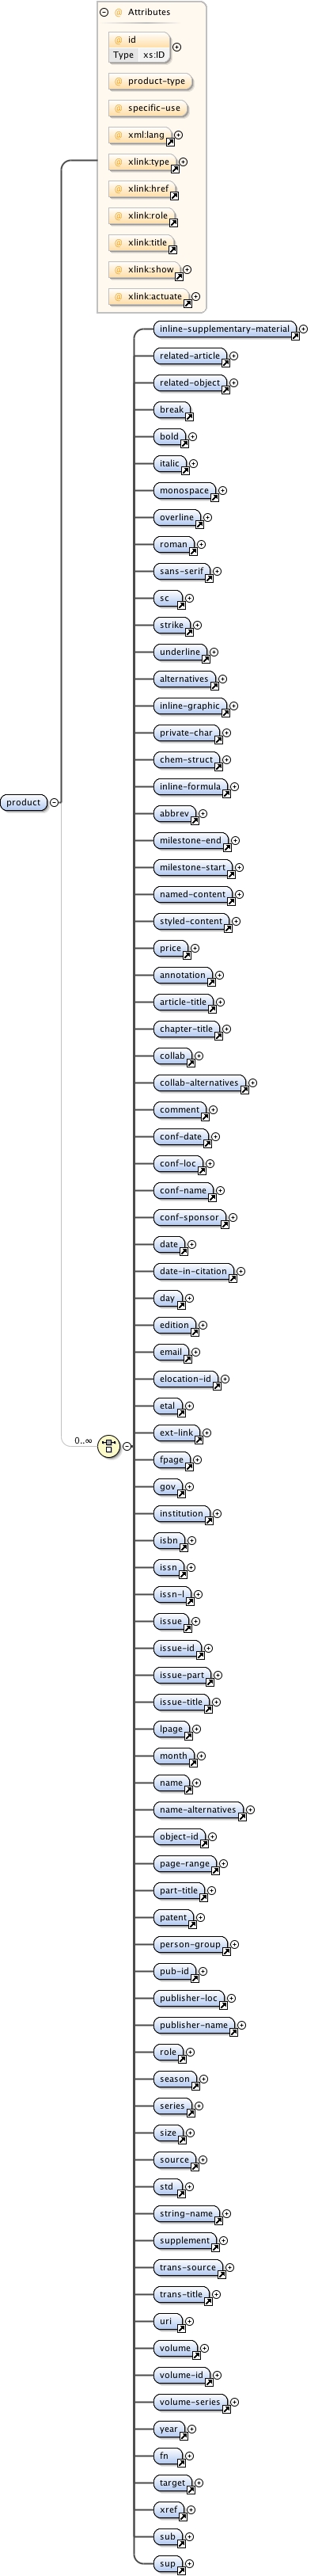 Attributes
@ id
Type xs:ID
@ product-type
@ specific-use
@ xml:lang
@ xlink:type
@ xlink:href
@ xlink:role
@ xlink:title
@ xlink:show
@ xlink:actuate
inline-supplementary-material
related-article
related-object
break
bold
italic
monospace
overline
roman
sans-serif
sc
strike
underline
alternatives
inline-graphic
private-char
chem-struct
inline-formula
product
abbrev
milestone-end
milestone-start
named-content
styled-content
price
annotation
article-title
chapter-title
collab
collab-alternatives
comment
conf-date
conf-loc
conf-name
conf-sponsor
date
date-in-citation
day
edition
email
elocation-id
etal
ext-link
0..∞
fpage
gov
institution
isbn
issn
issn-l
issue
issue-id
issue-part
issue-title
lpage
month
name
name-alternatives
object-id
page-range
part-title
patent
person-group
pub-id
publisher-loc
publisher-name
role
season
series
size
source
std
string-name
supplement
trans-source
trans-title
uri
volume
volume-id
volume-series
year
fn
target
xref
sub
sup